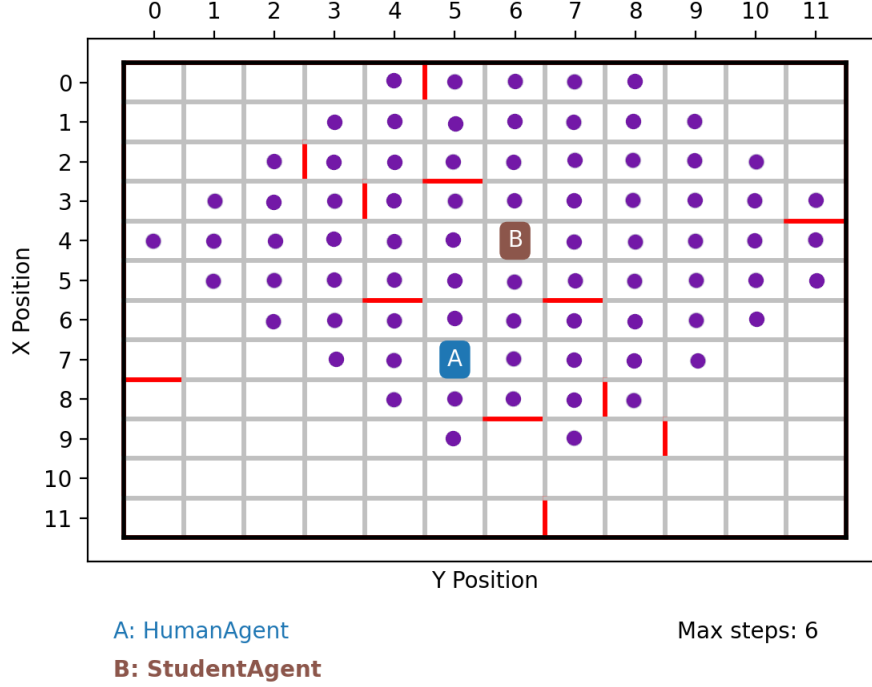 0 1 2 3 4 5 6 7 8 9 10 11
0
1
2
3
4 B
5
6
7 A
8
9
10
11
X Position
Y Position
A: HumanAgent Max steps: 6
B: StudentAgent